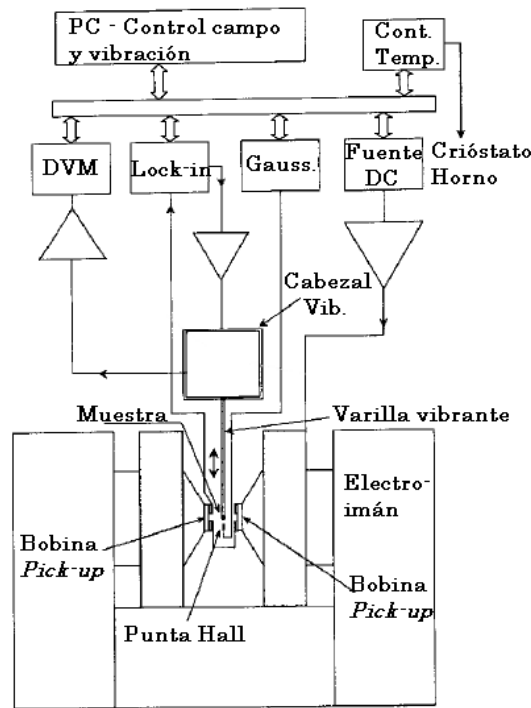 PC - Control campo
y vibración
Cont.
Temp.
DVM
Lock-in
Gauss.
Fuente
DC
Crióstato
Horno
Cabezal
Vib.
Muestra
Varilla vibrante
Electro-
imán
Bobina
Pick-up
Bobina
Pick-up
Punta Hall